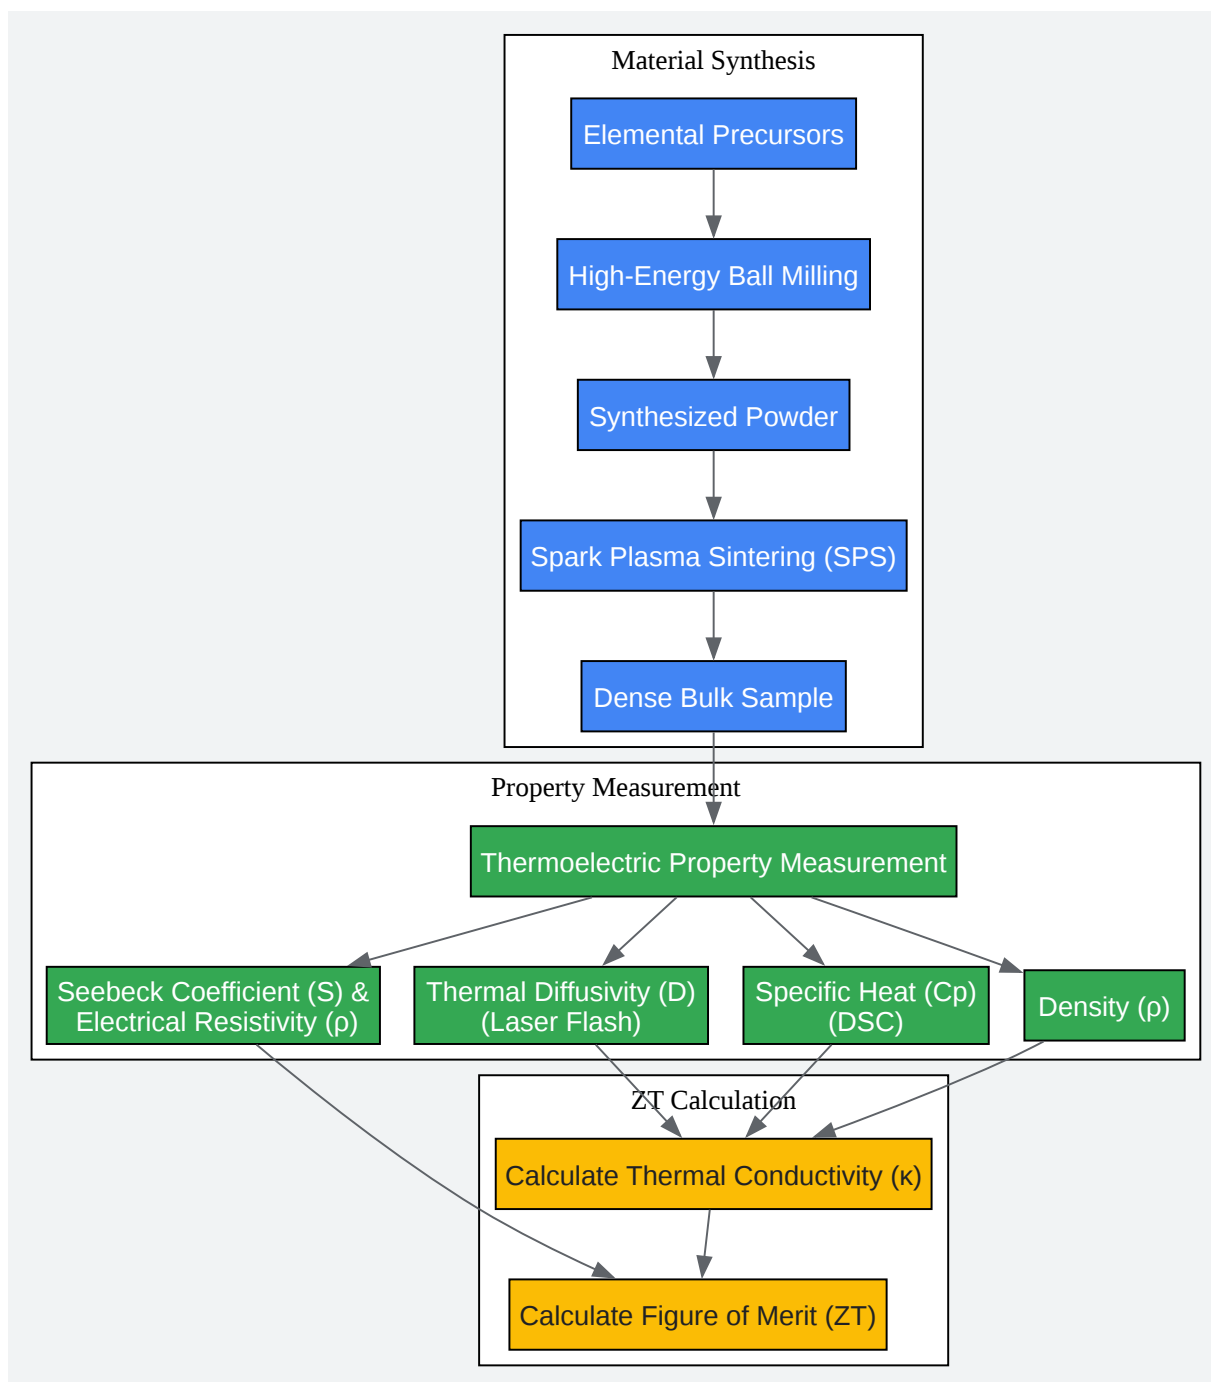 Material Synthesis
Elemental Precursors
High-Energy Ball Milling
Synthesized Powder
Spark Plasma Sintering (SPS)
Dense Bulk Sample
Property Measurement
Thermoelectric Property Measurement
Seebeck Coefficient (S) &
Electrical Resistivity (ρ)
Thermal Diffusivity (D)
(Laser Flash)
Specific Heat (Cp)
(DSC)
Density (ρ)
ZT Calculation
Calculate Thermal Conductivity (κ)
Calculate Figure of Merit (ZT)